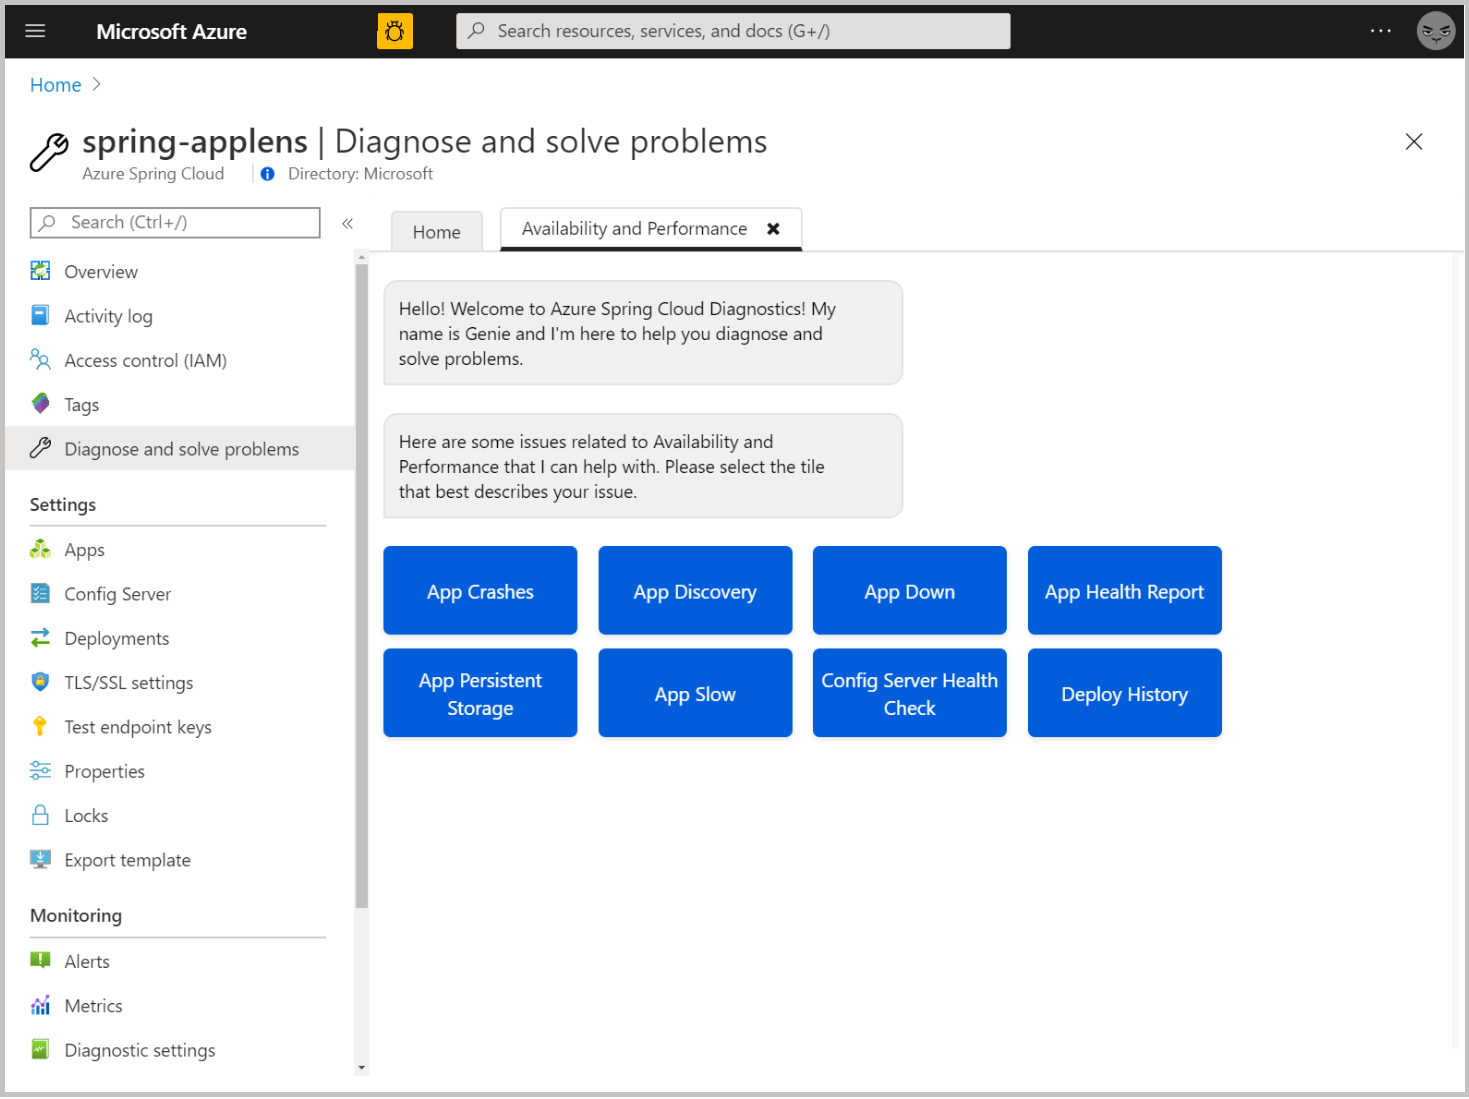 Microsoft Azure
Search resources, services, and docs (G+/)
Home
spring-applens | Diagnose and solve problems
Azure Spring Cloud
Directory: Microsoft
Search (Ctrl+/)
Overview
Activity log
Access control (IAM)
Tags
Diagnose and solve problems
Settings
Apps
Config Server
Deployments
TLS/SSL settings
Test endpoint keys
Properties
Locks
Export template
Monitoring
Alerts
Metrics
Diagnostic settings
Home
Availability and Performance
Hello! Welcome to Azure Spring Cloud Diagnostics! My
name is Genie and I'm here to help you diagnose and
solve problems.
Here are some issues related to Availability and
Performance that I can help with. Please select the tile
that best describes your issue.
App Crashes
App Discovery
App Down
App Health Report
App Persistent
Storage
App Slow
Config Server Health
Check
Deploy History